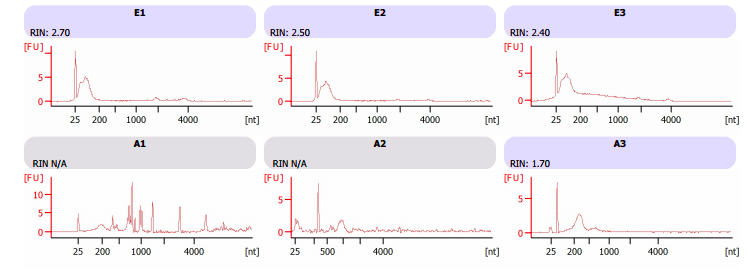 E1 E2 E3
RIN: 2.70 RIN: 2.50 RIN: 2.40
[FU] [FU] [FU]
5 5 5
0 0 0
25 200 1000 4000 [nt] 25 200 1000 4000 [nt] 25 200 1000 4000 [nt]
A1 A2 A3
RIN N/A RIN N/A RIN: 1.70
[FU] [FU] [FU]
10
5 5 5
0 0 0
25 200 1000 4000 [nt] 25 500 4000 [nt] 25 200 1000 4000 [nt]